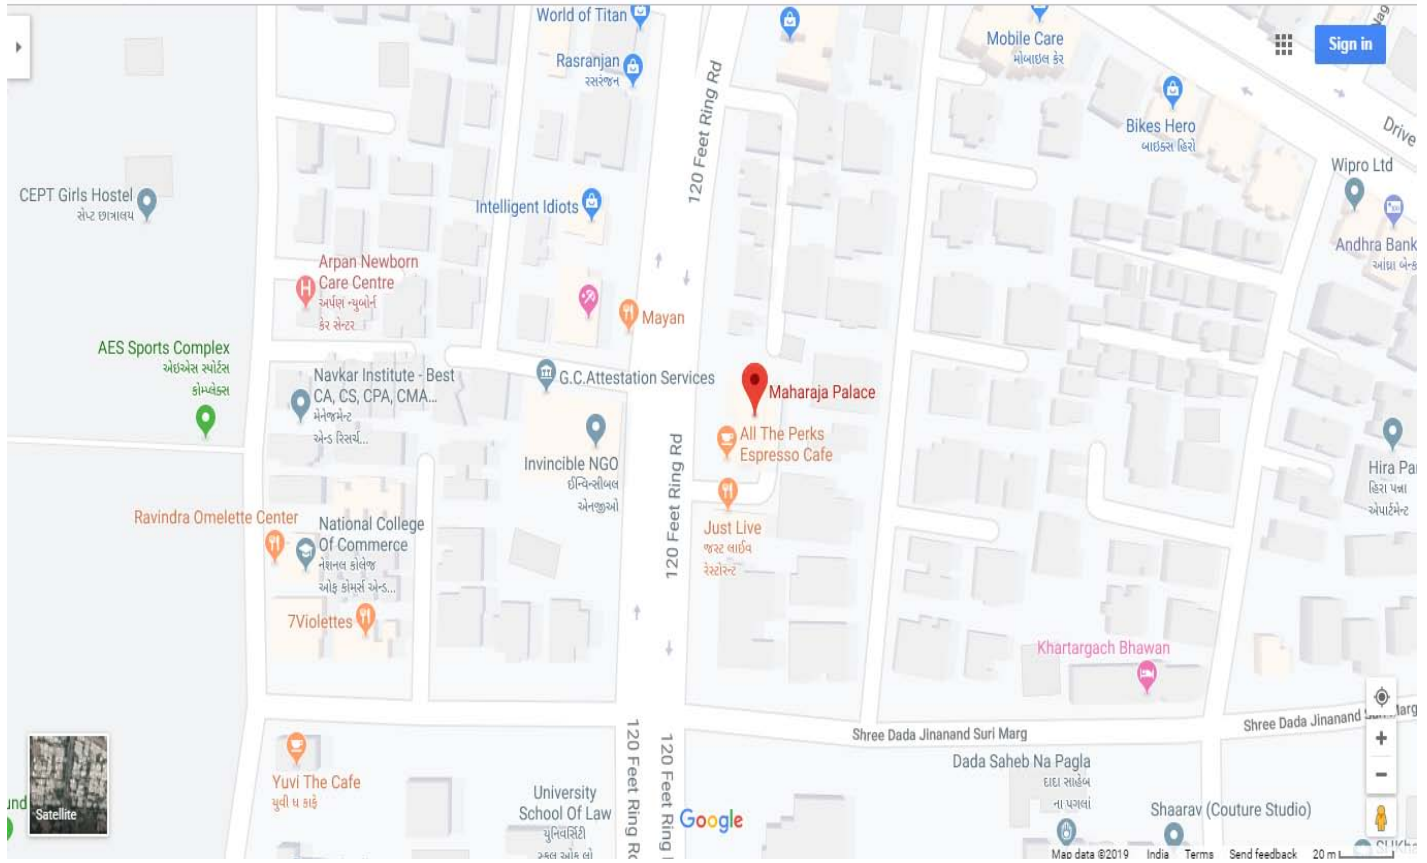 World of Titan
Rasranjan
રસરંજન
120 Feet Ring Rd
Mobile Care
મોબાઇલ કેર
Sign in
Bikes Hero
બાઇક્સ હિરો
Drive
Wipro Ltd
Andhra Bank
આંધ્રા બેન્ક
CEPT Girls Hostel
સેપ્ટ છાત્રાલય
Intelligent Idiots
Arpan Newborn
Care Centre
અર્પણ ન્યુબોર્ન
કેર સેન્ટર
Mayan
AES Sports Complex
એઇએસ સ્પોર્ટસ
કોમ્પ્લેક્સ
Navkar Institute - Best
CA, CS, CPA, CMA...
મેનેજમેન્ટ
એન્ડ રિસર્ચ...
G.C.Attestation Services
Maharaja Palace
All The Perks
Espresso Cafe
Invincible NGO
ઈન્વિન્સીબલ
એનજીઓ
120 Feet Ring Rd
Just Live
જસ્ટ લાઈવ
રેસ્ટોરન્ટ
Hira Pa
હિરા પન્ના
એપાર્ટમેન્ટ
Ravindra Omelette Center
National College
Of Commerce
નેશનલ કોલેજ
ઓફ કોમર્સ એન્ડ...
7Violettes
Khartargach Bhawan
Shree Dada Jinanand Suri Marg
Shree Dada Jinanand
120 Feet Ring
120 Feet Ring
Yuvi The Cafe
યુવી ધ કાફે
University
School Of Law
યુનિવર્સિટી
સ્કૂલ ઓફ લો
Dada Saheb Na Pagla
દાદા સાહેબ
ના પગલાં
Shaarav (Couture Studio)
Satellite
Google
Map data ©2019 India Terms Send feedback 20 m